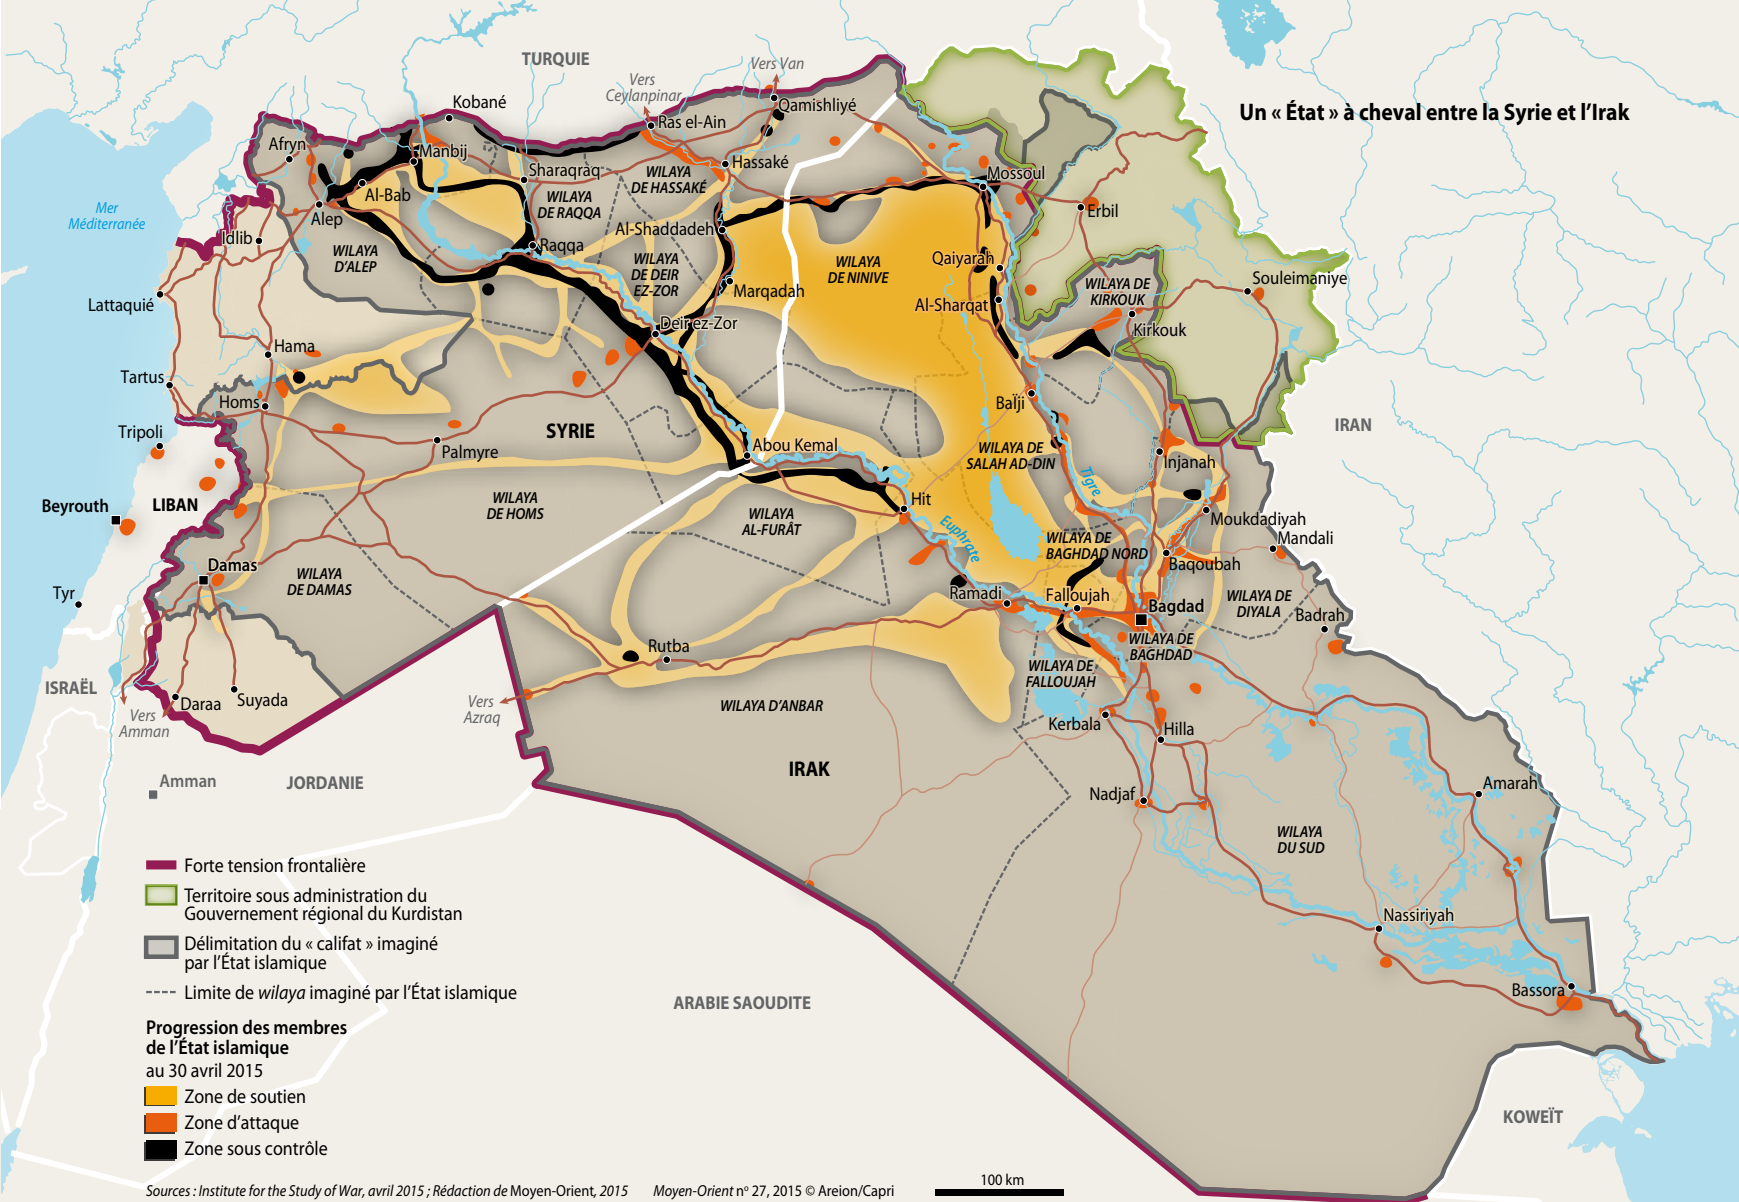 Un « État » à cheval entre la Syrie et l’Irak
TURQUIE
Vers
Ceylanpinar
Vers Van
Kobané
Ras el-Ain
Qamishliyé
Afryn
Manbij
Sharaqraq
Hassaké
Mossoul
Al-Bab
WILAYA
DE HASSAKÉ
WILAYA
DE RAQQA
Mer
Méditerranée
Alep
Erbil
Idlib
Raqqa
Al-Shaddadeh
WILAYA
D’ALEP
WILAYA
DE DEIR
EZ-ZOR
WILAYA
DE NINIVE
Qaiyarah
Souleimaniye
Marqadah
WILAYA DE
KIRKOUK
Lattaquié
Al-Sharqat
Kirkouk
Deir ez-Zor
Hama
Tartus
Homs
Baïji
SYRIE
IRAN
Tripoli
Palmyre
Abou Kemal
WILAYA DE
SALAH AD-DIN
Injanah
Tigre
Beyrouth
LIBAN
WILAYA
DE HOMS
WILAYA
AL-FURÂT
Hit
Euphrate
Moukdadiyah
WILAYA DE
BAGHDAD NORD
Mandali
Damas
WILAYA
DE DAMAS
Baqoubah
Tyr
Ramadi
Falloujah
Bagdad
WILAYA DE
DIYALA
Badrah
Rutba
WILAYA DE
BAGHDAD
WILAYA DE
FALLOUJAH
ISRAËL
Daraa
Suyada
Vers
Amman
Vers
Azraq
WILAYA D’ANBAR
Kerbala
Hilla
IRAK
Amman
JORDANIE
Nadjaf
Amarah
WILAYA
DU SUD
Nassiriyah
Bassora
ARABIE SAOUDITE
KOWEÏT
Forte tension frontalière
Territoire sous administration du
Gouvernement régional du Kurdistan
Délimitation du « califat » imaginé
par l’État islamique
Limite de wilaya imaginé par l’État islamique
Progression des membres
de l’État islamique
au 30 avril 2015
Zone de soutien
Zone d’attaque
Zone sous contrôle
Sources : Institute for the Study of War, avril 2015 ; Rédaction de Moyen-Orient, 2015
Moyen-Orient nº 27, 2015 © Areion/Capri
100 km